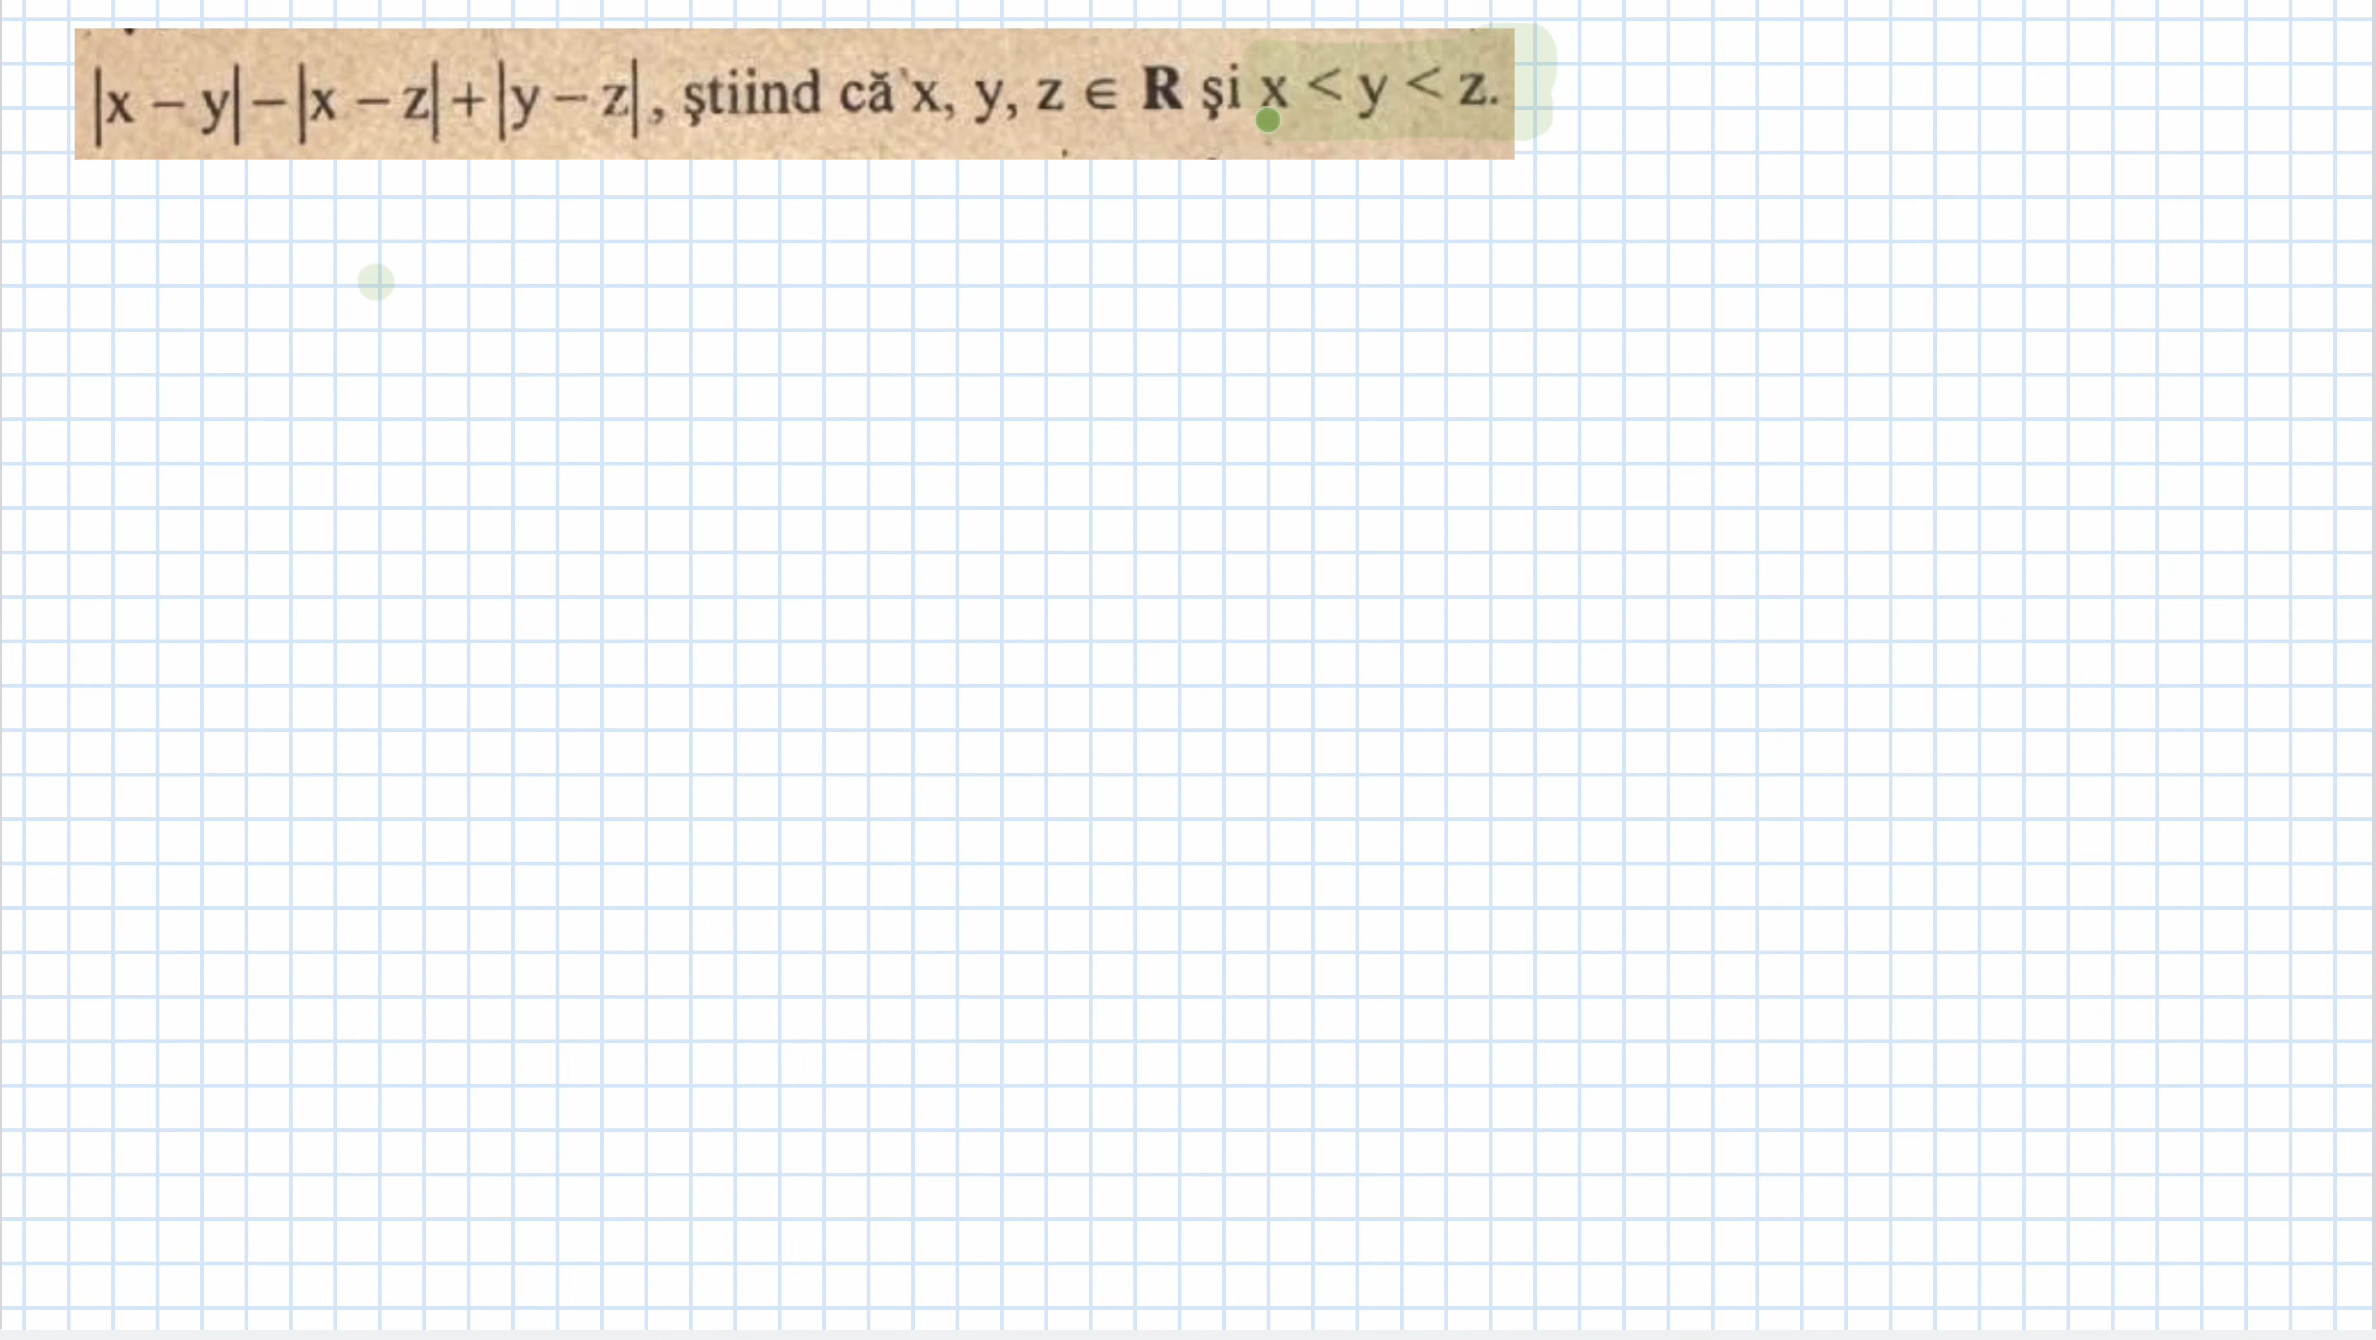 |x – y| – |x – z| + |y – z|, ştiind că x, y, z ∈ R şi x < y < z.